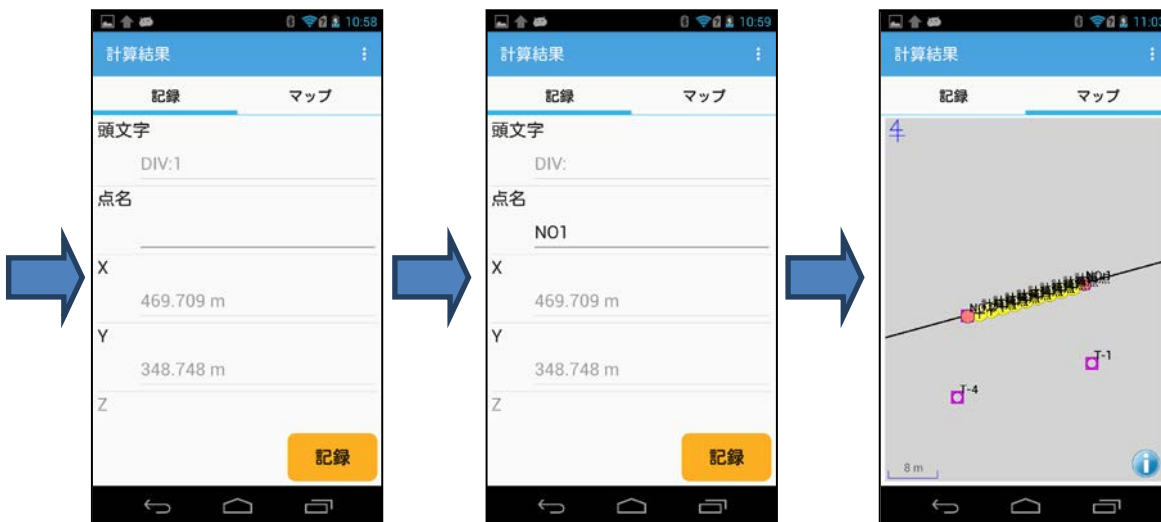 10:58
計算結果
記録 マップ
頭文字
DIV:1
点名
X
469.709 m
Y
348.748 m
Z
記録
10:59
計算結果
記録 マップ
頭文字
DIV:
点名
NO1
X
469.709 m
Y
348.748 m
Z
記録
11:03
計算結果
記録 マップ
T-1
T-4
8 m